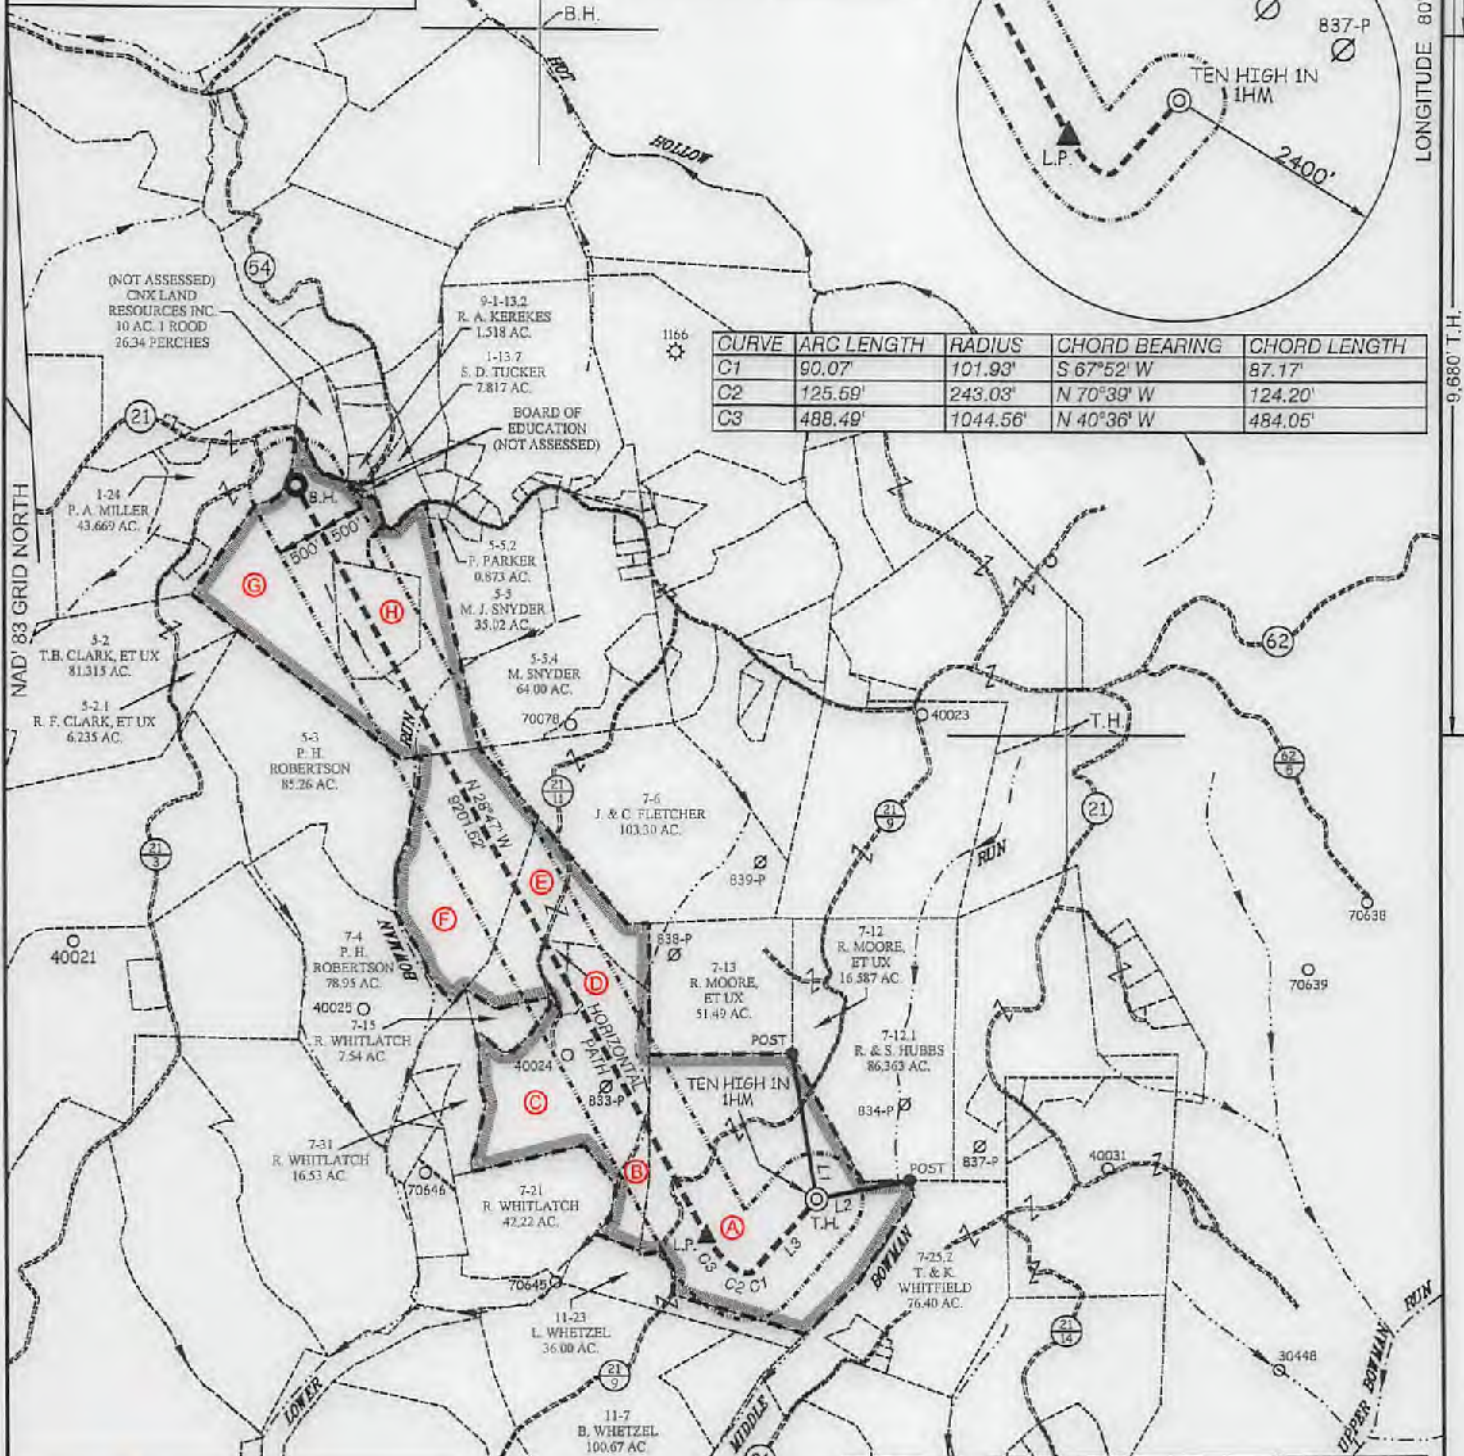 B.H.
HOT
HOLLOW
837-P
TEN HIGH 1N
1HM
L.P.
2400'
LONGITUDE 80
9,680' T.H.
54
(NOT ASSESSED)
CNX LAND
RESOURCES INC.
10 AC. 1 ROOD
26.34 PERCHES
9-1-13.2
R. A. KEREKES
1.518 AC.
1-13.7
S. D. TUCKER
7.817 AC.
BOARD OF
EDUCATION
(NOT ASSESSED)
1166
CURVE ARC LENGTH RADIUS CHORD BEARING CHORD LENGTH
C1 90.07' 101.93' S 67°52' W 87.17'
C2 125.59' 243.03' N 70°39' W 124.20'
C3 488.49' 1044.56' N 40°36' W 484.05'
21
NAD' 83 GRID NORTH
1-24
P. A. MILLER
43.669 AC.
B.H.
500' 500'
G
H
5-5.2
P. PARKER
0.873 AC.
5-5
M. J. SNYDER
35.02 AC.
5-5.4
M. SNYDER
64.00 AC.
70078
5-2
T.B. CLARK, ET UX
81.315 AC.
5-2.1
R. F. CLARK, ET UX
6.235 AC.
5-3
P. H.
ROBERTSON
85.26 AC.
RUN
N 28°47' W
9201.62'
21
11
7-6
J. & C. FLETCHER
103.30 AC.
62
40023
T.H.
62
8
21
9
21
RUN
21
3
839-P
E
F
70638
40021
7-4
P. H.
ROBERTSON
78.95 AC.
BOWMAN
838-P
D
7-13
R. MOORE,
ET UX
51.49 AC.
7-12
R. MOORE,
ET UX
16.587 AC.
70639
40025
7-15
R. WHITLATCH
7.54 AC.
HORIZONTAL
PATH
40024
833-P
POST
7-12.1
R. & S. HUBBS
86.363 AC.
TEN HIGH 1N
1HM
834-P
C
7-31
R. WHITLATCH
16.53 AC.
70646
7-21
R. WHITLATCH
42.22 AC.
B
A
L1
L2
T.H.
L3
POST
837-P
40031
L.P.
C3
C2 C1
BOWMAN
7-25.2
T. & K.
WHITFIELD
76.40 AC.
70645
11-23
L. WHETZEL
36.00 AC.
21
9
21
14
30448
RUN
UPPER BOWMAN
LOWER
11-7
B. WHETZEL
100.67 AC.
MIDDLE